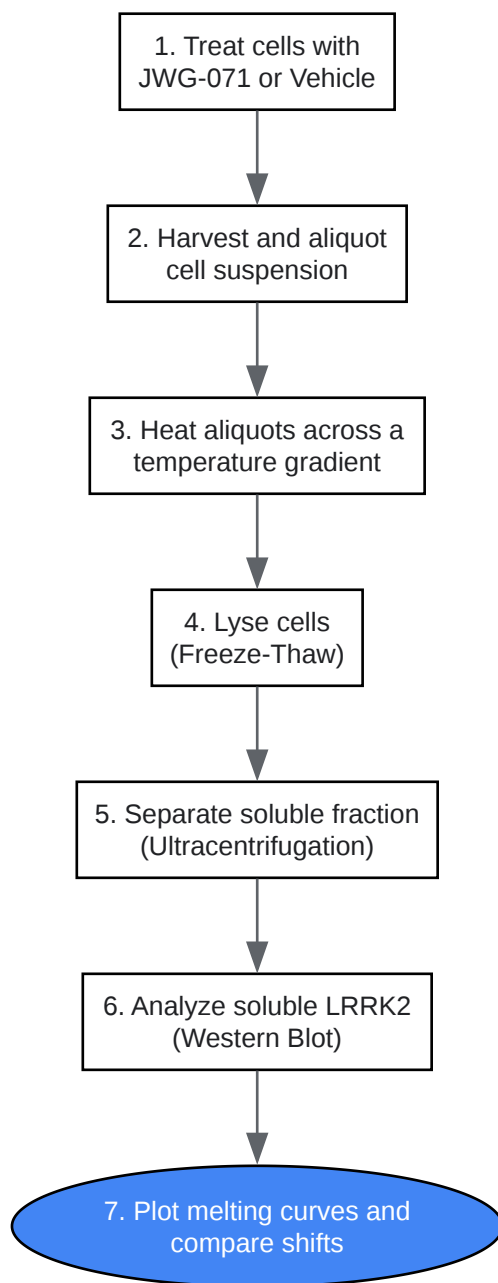 1. Treat cells with
JWG-071 or Vehicle
2. Harvest and aliquot
cell suspension
3. Heat aliquots across a
temperature gradient
4. Lyse cells
(Freeze-Thaw)
5. Separate soluble fraction
(Ultracentrifugation)
6. Analyze soluble LRRK2
(Western Blot)
7. Plot melting curves and
compare shifts